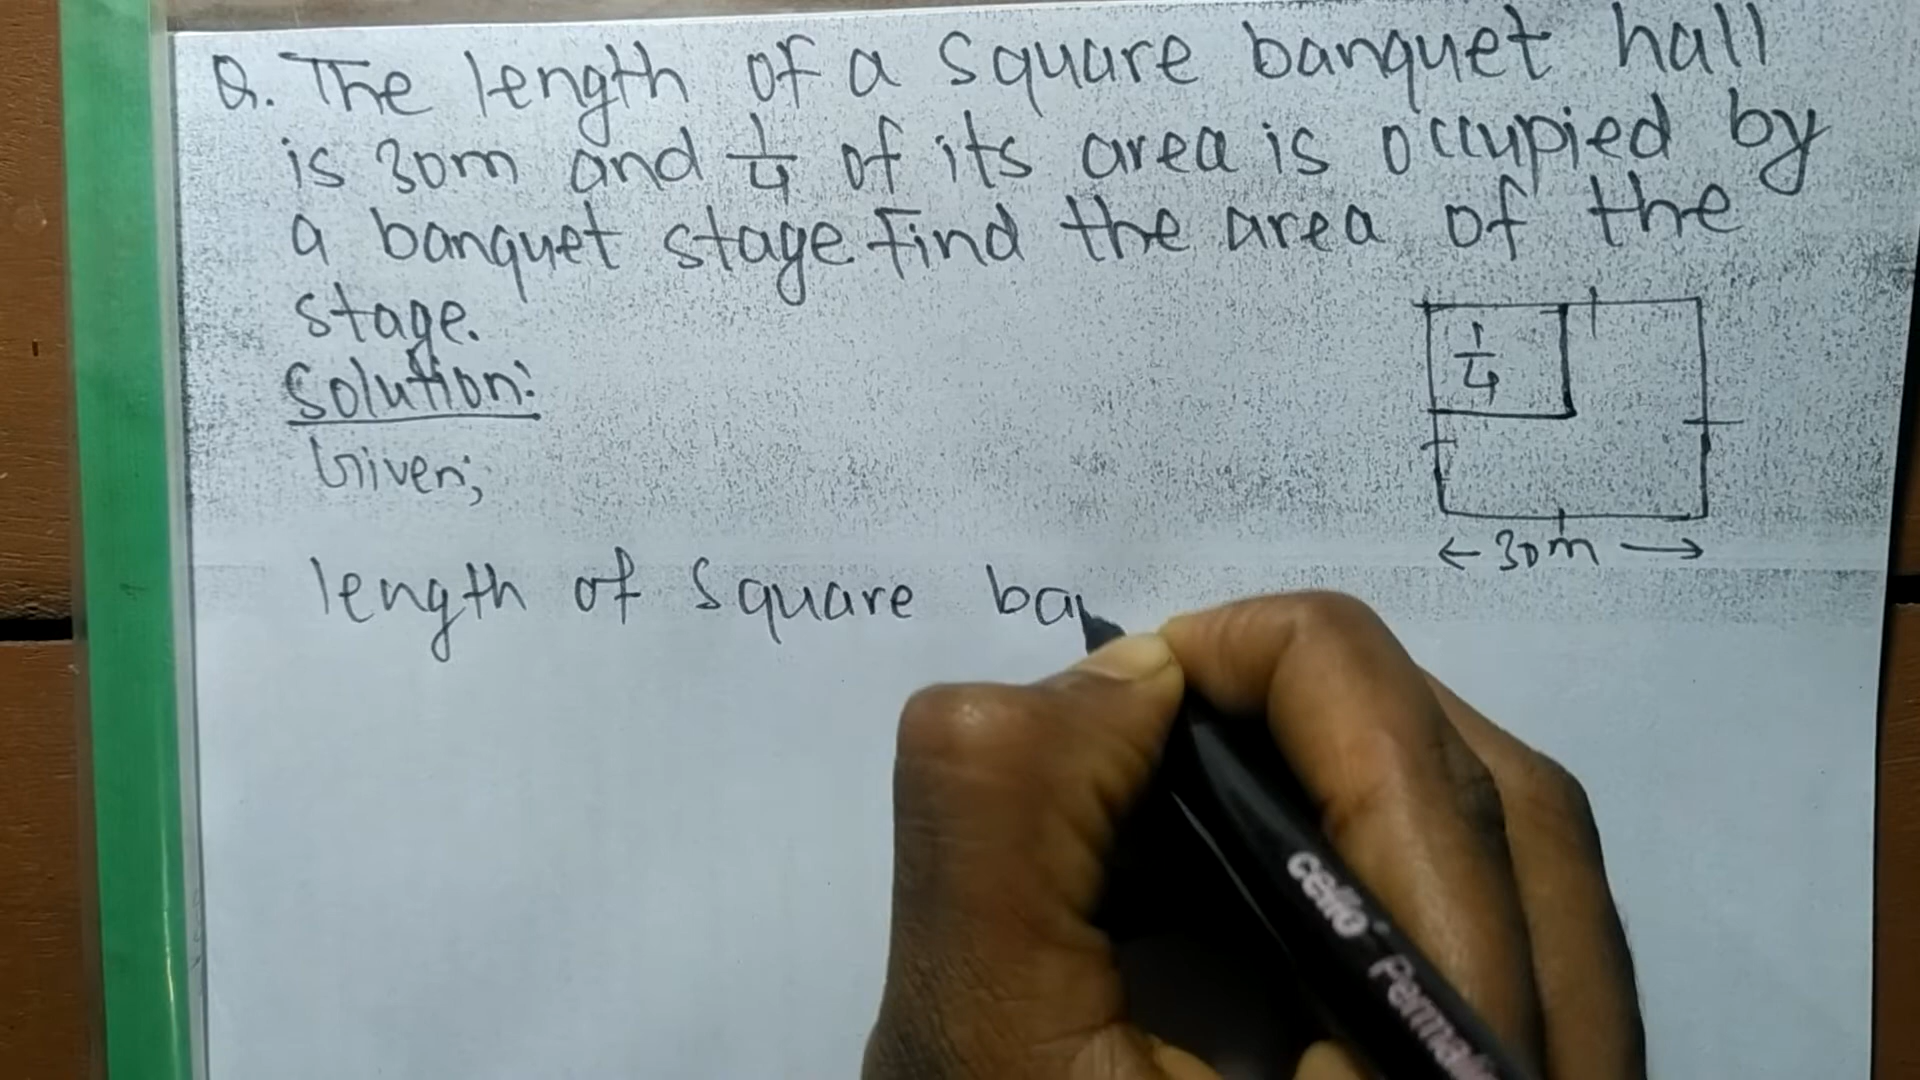 Q. The length of a square banquet hall
is 30m and 1/4 of its area is occupied by
a banquet stage. Find the area of the
stage.
Solution:
Given;
1/4
← 30m →
length of square ba
cello Perma